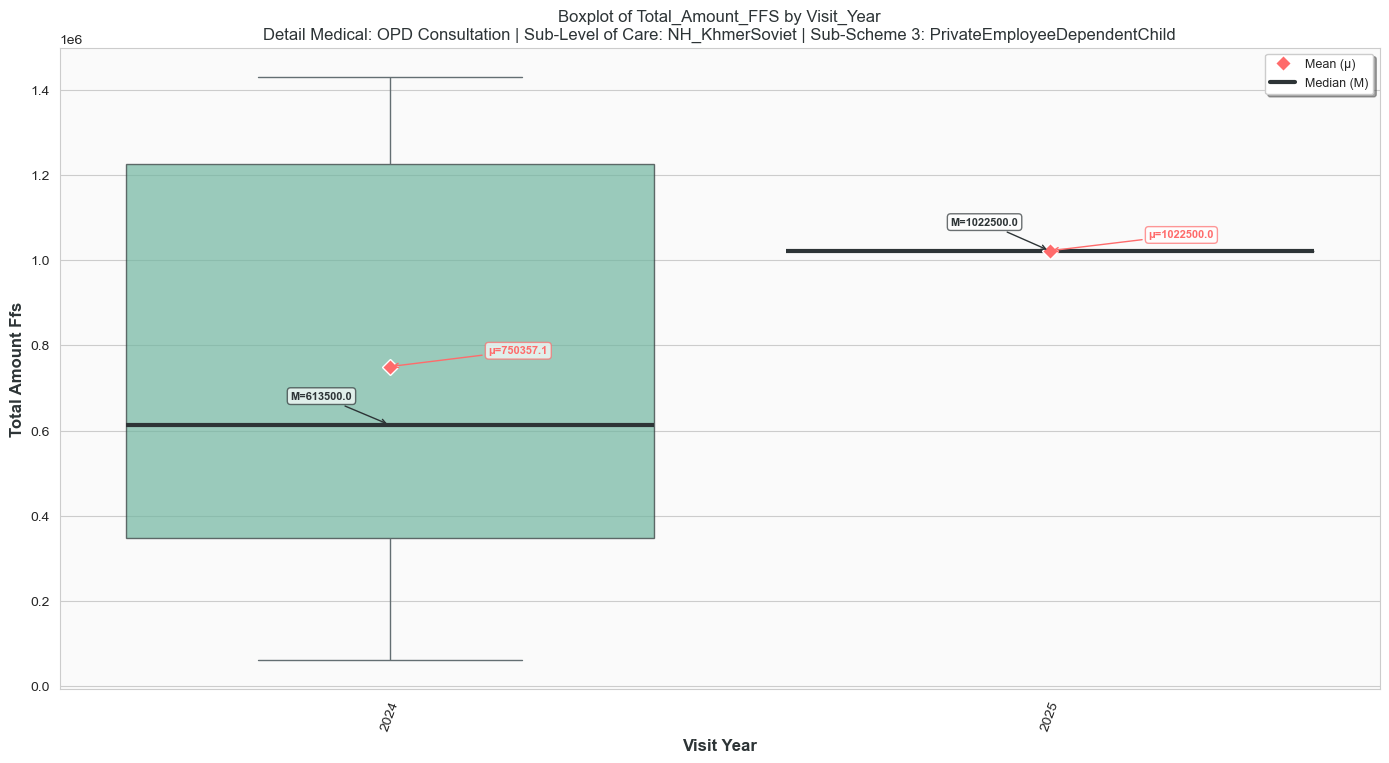 Boxplot of Total_Amount_FFS by Visit_Year
Detail Medical: OPD Consultation | Sub-Level of Care: NH_KhmerSoviet | Sub-Scheme 3: PrivateEmployeeDependentChild
1e6
Mean (μ)
Median (M)
1.4
1.2
1.0
0.8
0.6
0.4
0.2
0.0
Total Amount Ffs
M=1022500.0
μ=1022500.0
μ=750357.1
M=613500.0
2024
2025
Visit Year